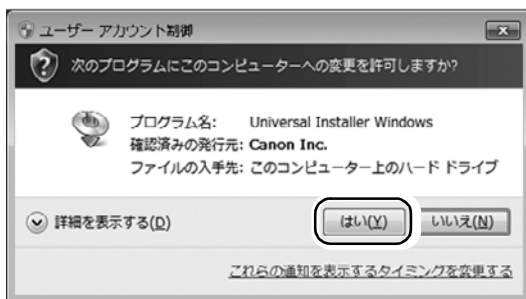 ユーザー アカウント制御
次のプログラムにこのコンピューターへの変更を許可しますか?
プログラム名: Universal Installer Windows
確認済みの発行元: Canon Inc.
ファイルの入手先: このコンピューター上のハード ドライブ
詳細を表示する(D) はい(Y) いいえ(N)
これらの通知を表示するタイミングを変更する